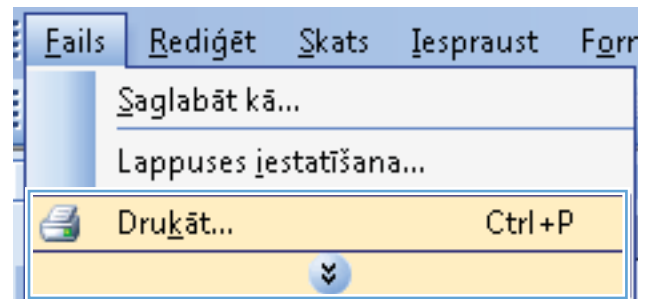 Fails Rediģēt Skats Iespraust
Saglabāt kā...
Lappuses iestatīšana...
Drukāt... Ctrl+P